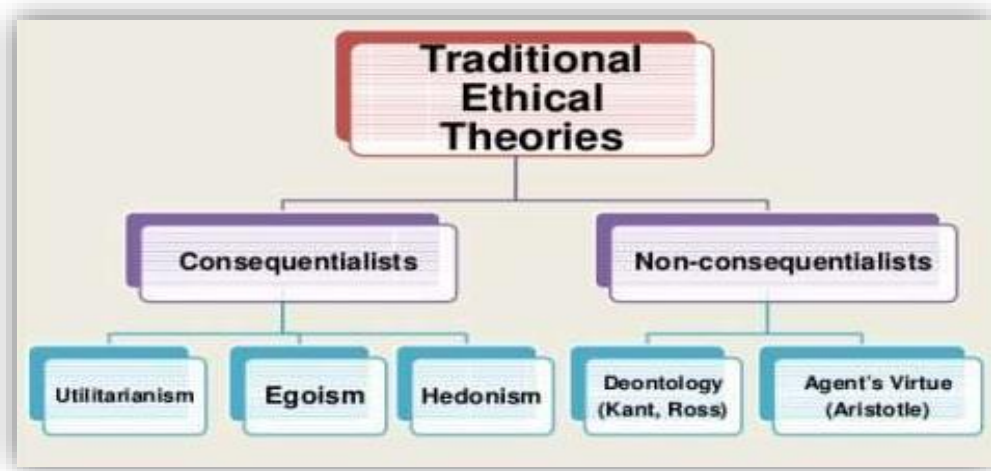 Traditional
Ethical
Theories
Consequentialists
Non-consequentialists
Utilitarianism
Egoism
Hedonism
Deontology
(Kant, Ross)
Agent's Virtue
(Aristotle)